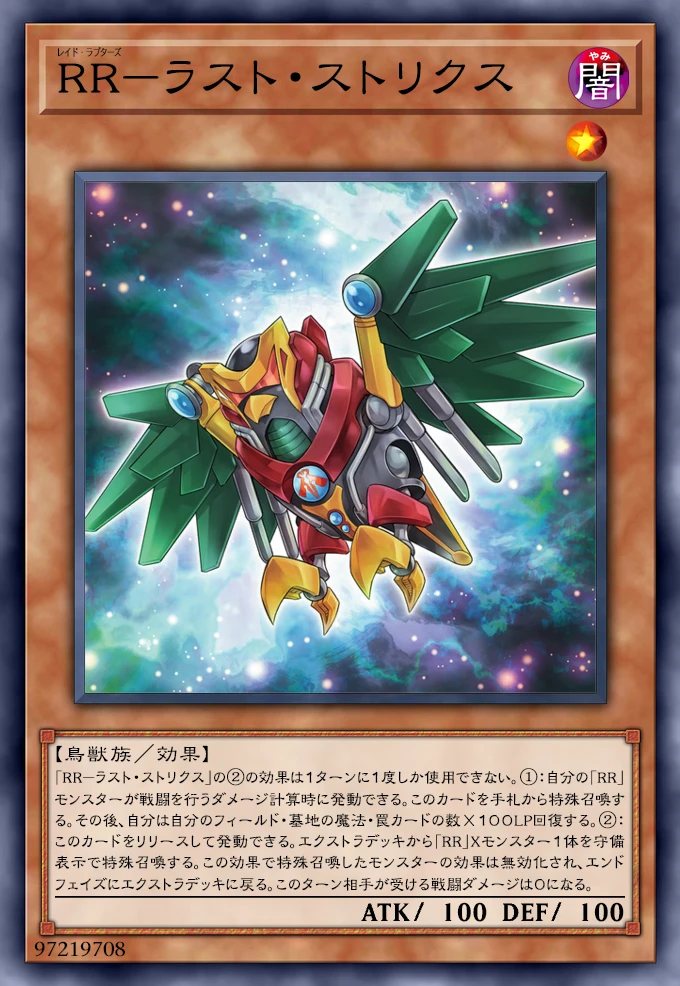 レイド・ラプターズ
RR－ラスト・ストリクス
やみ
闇
【鳥獣族／効果】
「RR－ラスト・ストリクス」の②の効果は1ターンに1度しか使用できない。①：自分の「RR」
モンスターが戦闘を行うダメージ計算時に発動できる。このカードを手札から特殊召喚す
る。その後、自分は自分のフィールド・墓地の魔法・罠カードの数×100LP回復する。②：
このカードをリリースして発動できる。エクストラデッキから「RR」Xモンスター1体を守備
表示で特殊召喚する。この効果で特殊召喚したモンスターの効果は無効化され、エンド
フェイズにエクストラデッキに戻る。このターン相手が受ける戦闘ダメージは0になる。
ATK/ 100 DEF/ 100
97219708